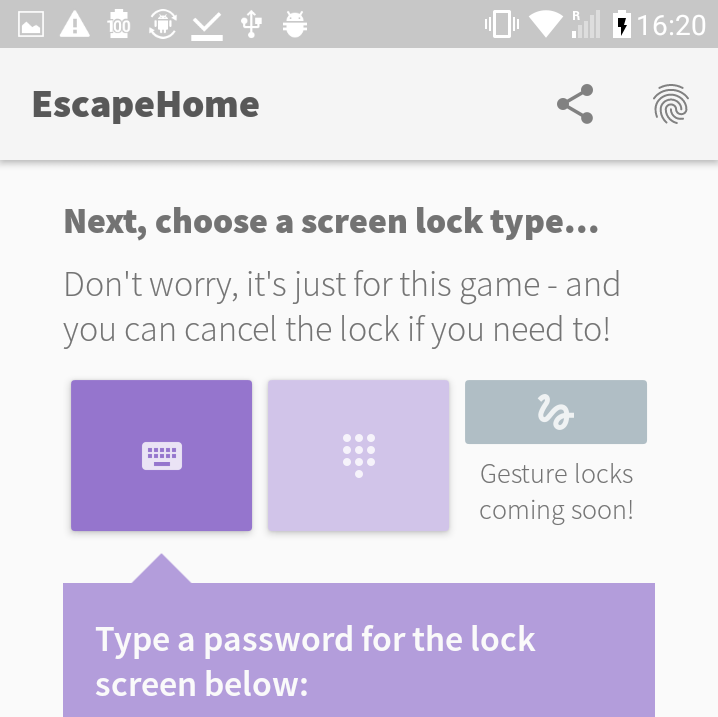 100
R
16:20
EscapeHome
Next, choose a screen lock type...
Don't worry, it's just for this game - and
you can cancel the lock if you need to!
Gesture locks
coming soon!
Type a password for the lock
screen below: